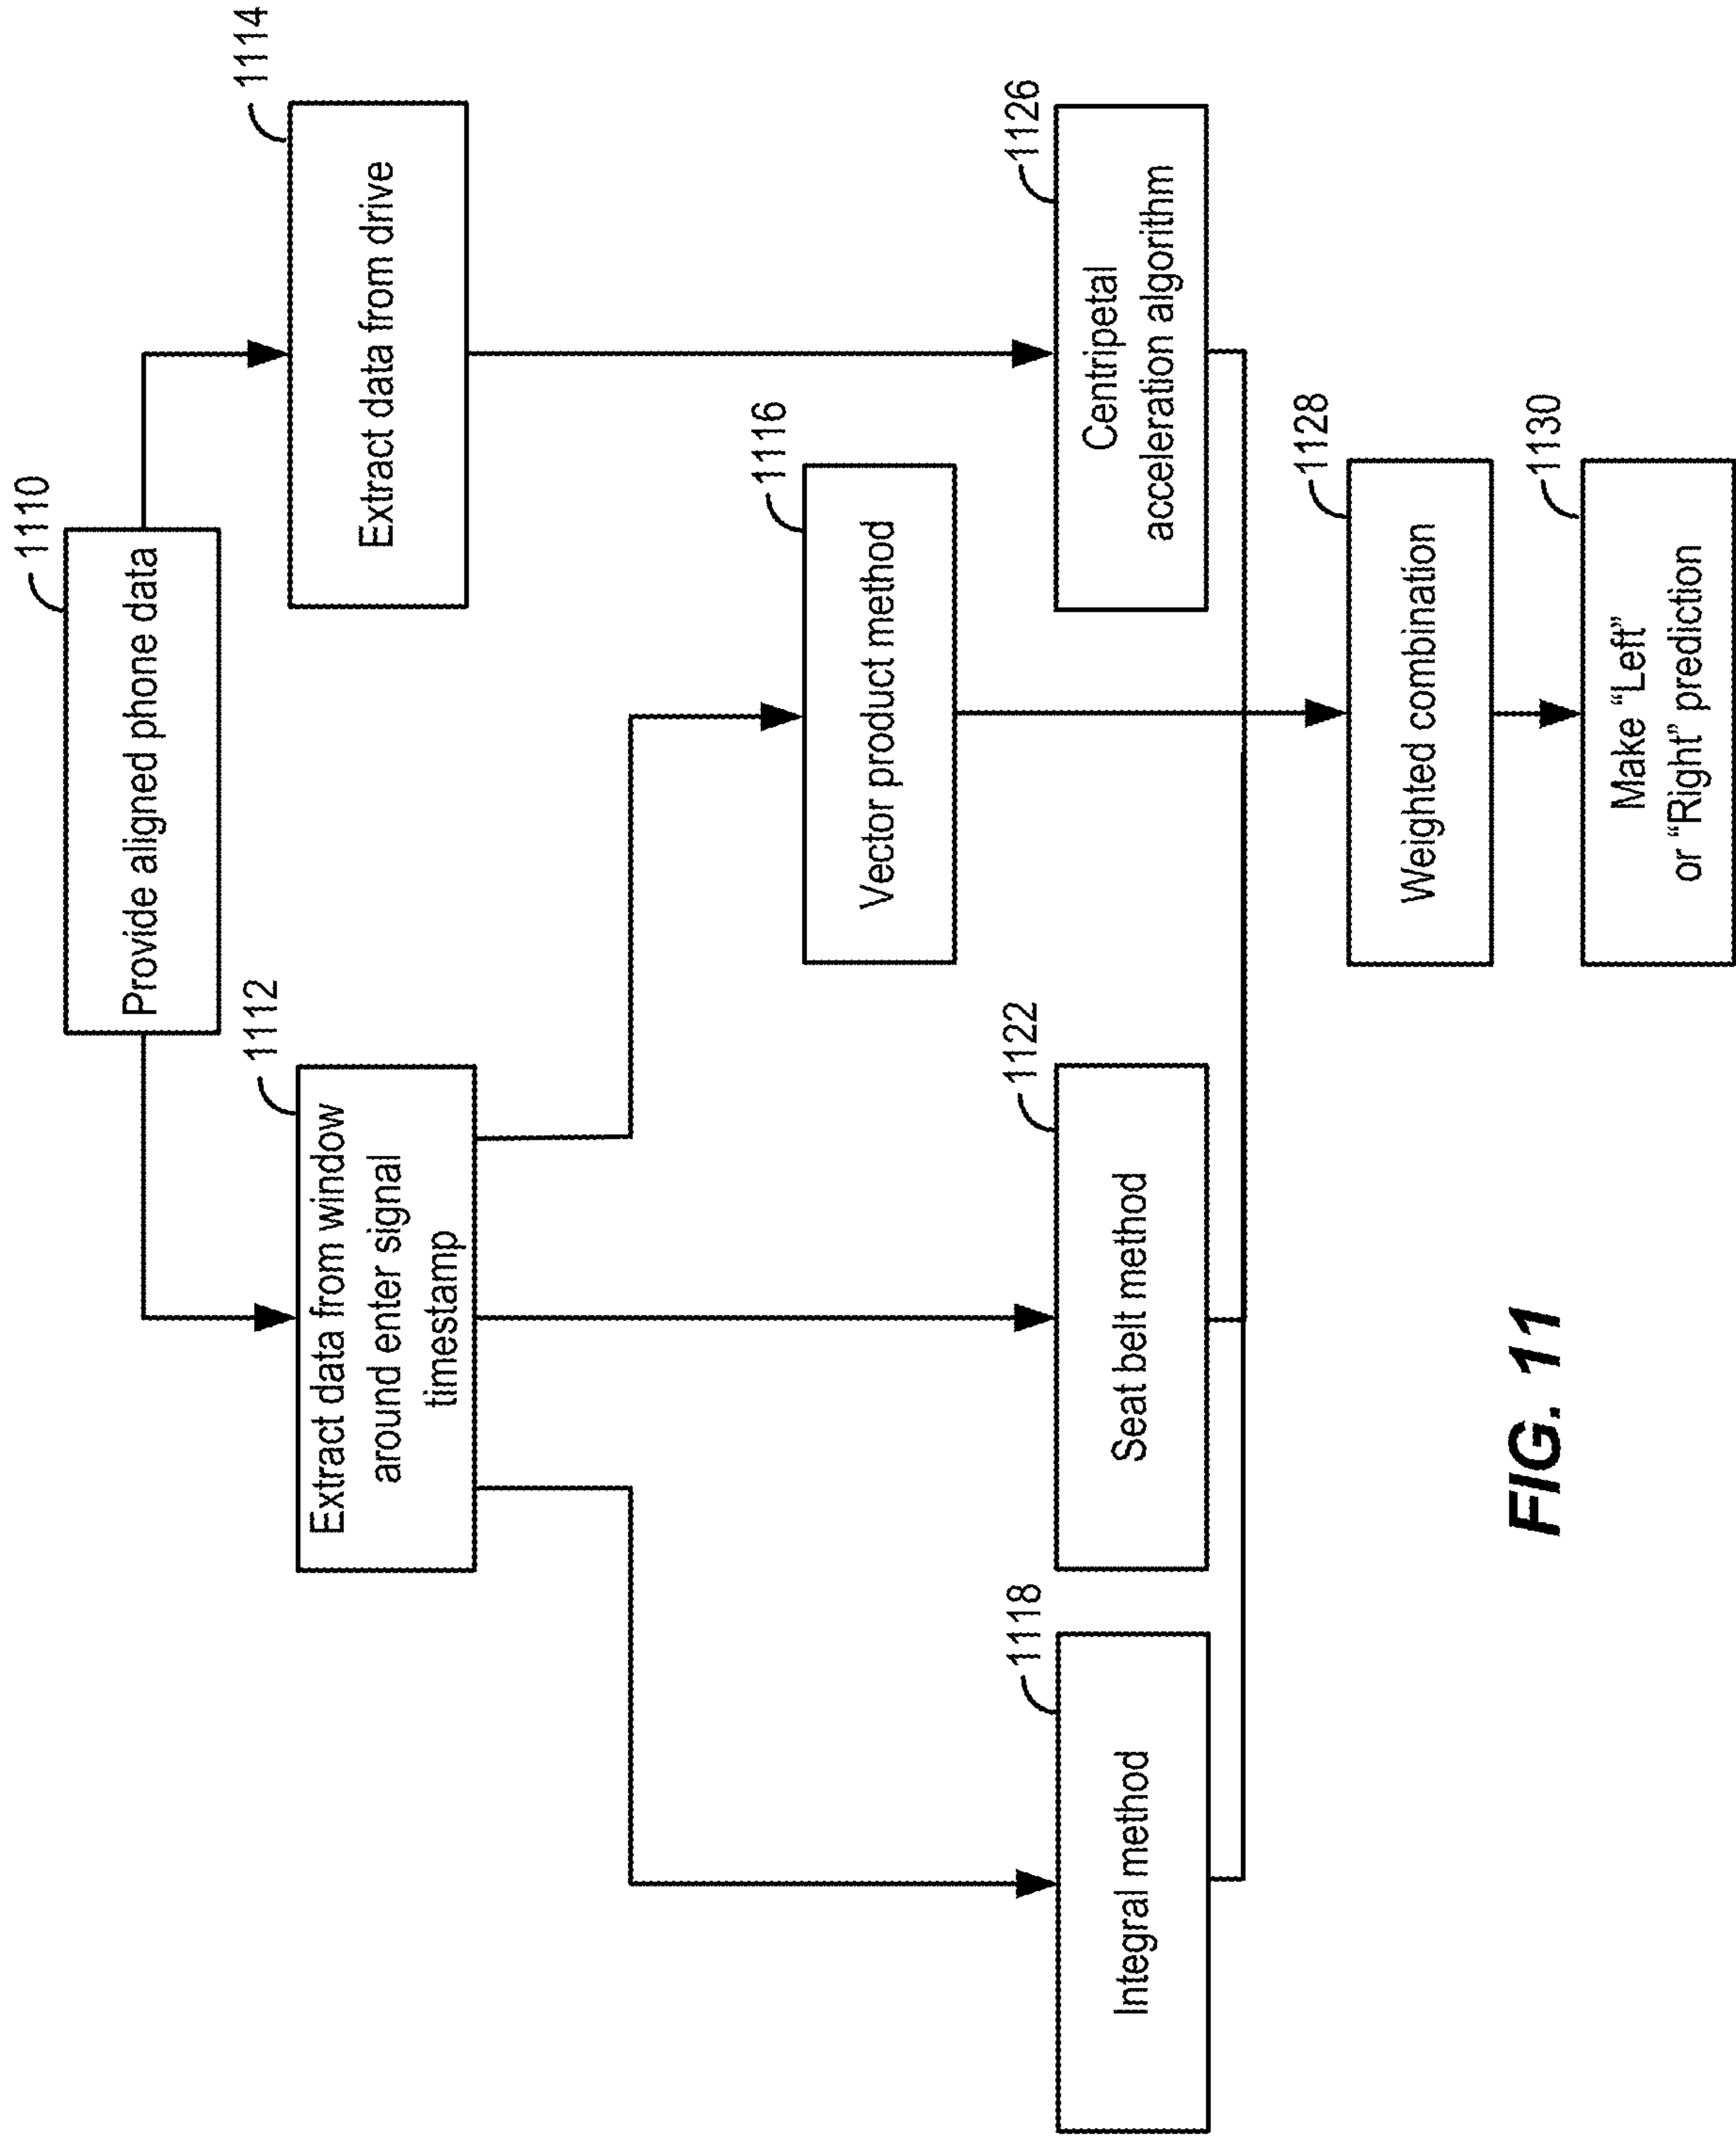 1110
Provide aligned phone data
1112
Extract data from window
around enter signal
timestamp
1114
Extract data from drive
1116
Vector product method
1118
Integral method
1122
Seat belt method
1126
Centripetal
acceleration algorithm
1128
Weighted combination
1130
Make “Left”
or “Right” prediction
FIG. 11